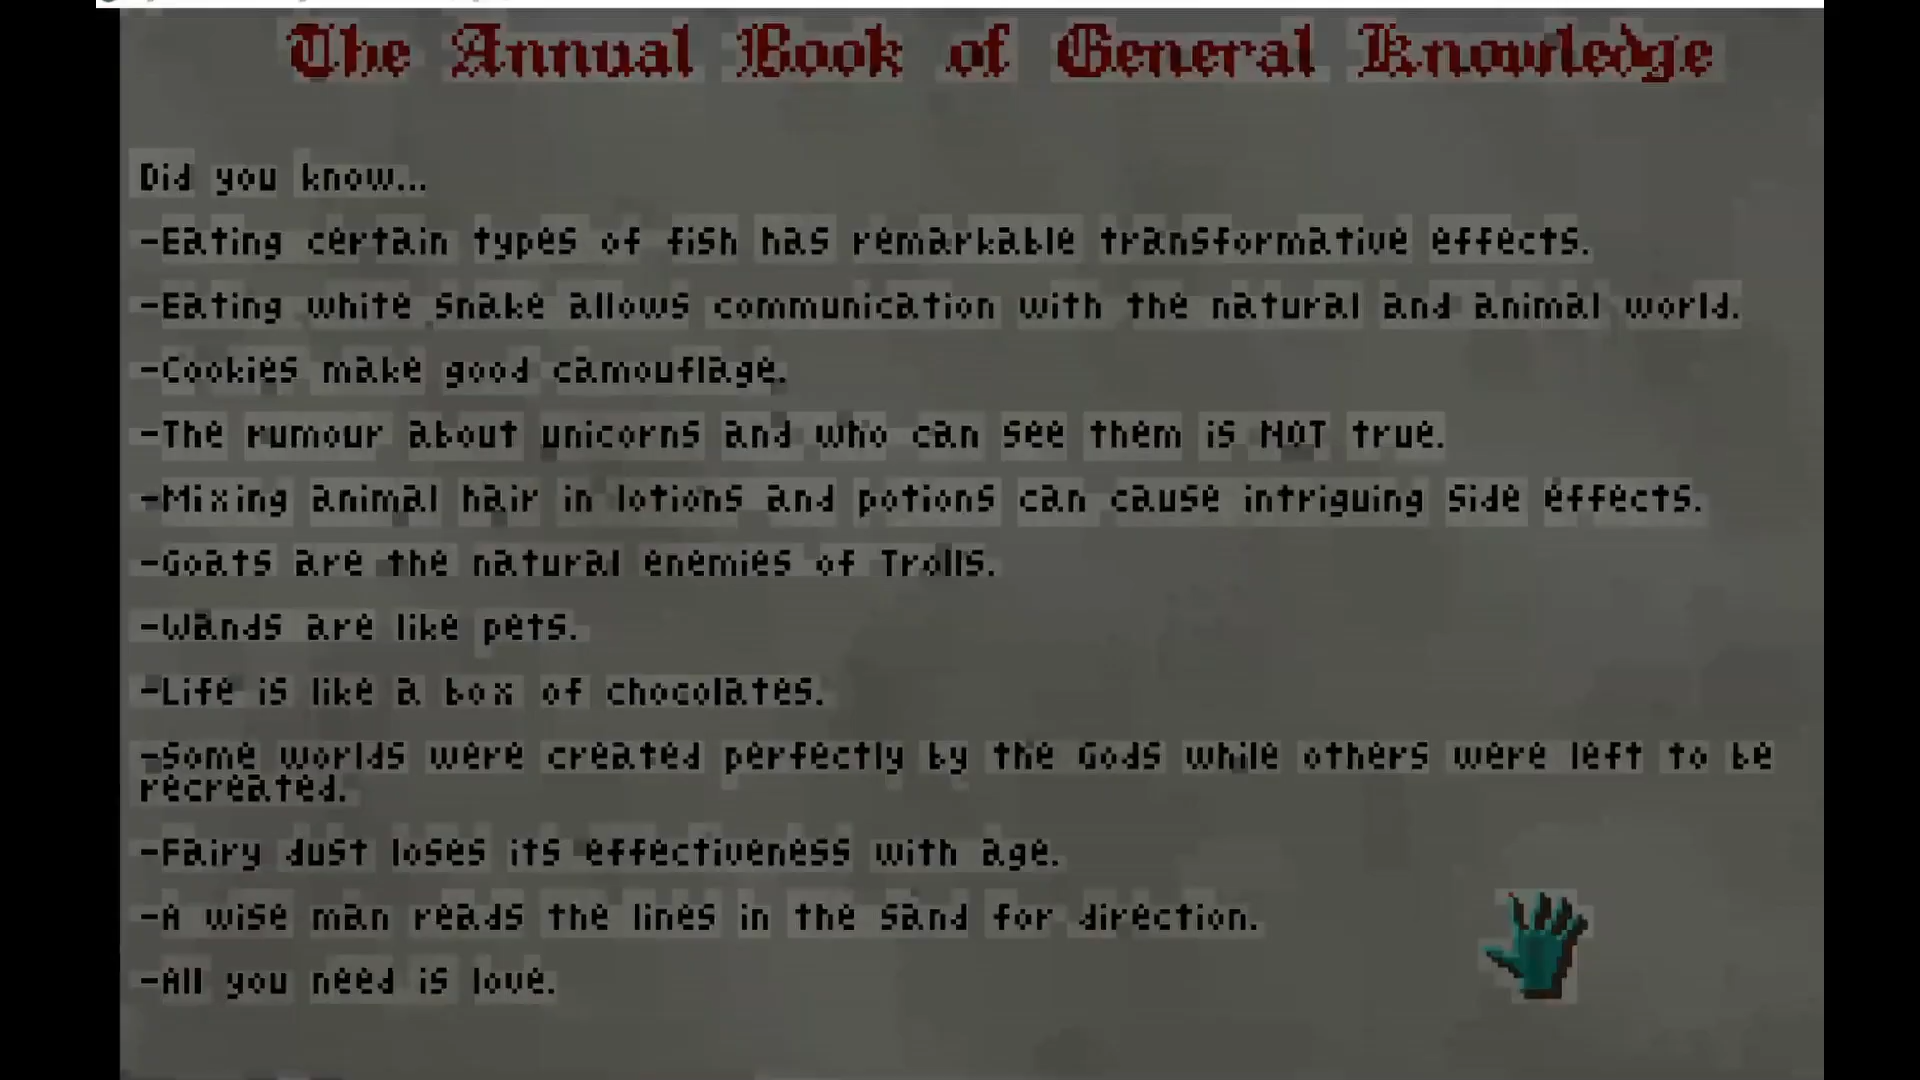 The Annual Book of General Knowledge
Did you know...
-Eating certain types of fish has remarkable transformative effects.
-Eating white snake allows communication with the natural and animal world.
-Cookies make good camouflage.
-The rumour about unicorns and who can see them is NOT true.
-Mixing animal hair in lotions and potions can cause intriguing side effects.
-Goats are the natural enemies of Trolls.
-Wands are like pets.
-Life is like a box of chocolates.
-Some worlds were created perfectly by the Gods while others were left to be
recreated.
-Fairy dust loses its effectiveness with age.
-A wise man reads the lines in the sand for direction.
-All you need is love.